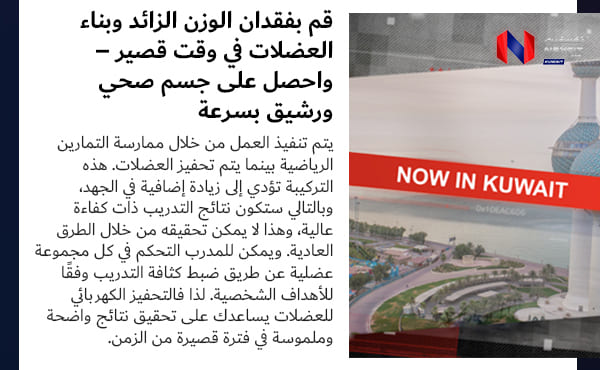 قم بفقدان الوزن الزائد وبناء
العضلات في وقت قصير –
واحصل على جسم صحي
ورشيق بسرعة
يتم تنفيذ العمل من خلال ممارسة التمارين
الرياضية بينما يتم تحفيز العضلات. هذه
التركيبة تؤدي إلى زيادة إضافية في الجهد،
وبالتالي ستكون نتائج التدريب ذات كفاءة
عالية، وهذا لا يمكن تحقيقه من خلال الطرق
العادية. ويمكن للمدرب التحكم في كل مجموعة
عضلية عن طريق ضبط كثافة التدريب وفقًا
للأهداف الشخصية. لذا فالتحفيز الكهربائي
للعضلات يساعدك على تحقيق نتائج واضحة
وملموسة في فترة قصيرة من الزمن.
KUWAIT
NOW IN KUWAIT